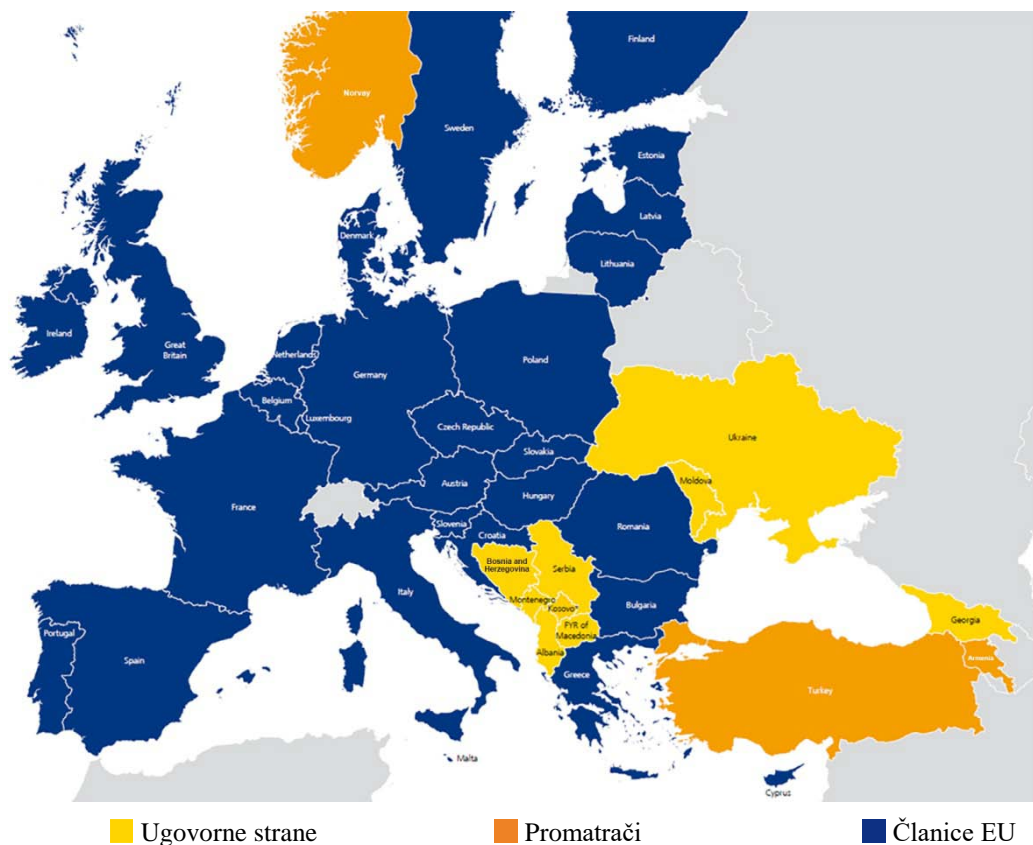 Finland
Norvey
Sweden
Estonia
Latvia
Denmark
Lithuania
Ireland
Great
Britain
Netherlands
Poland
Germany
Belgium
Luxembourg
Czech Republic
Ukraine
Slovakia
Moldova
Austria
Hungary
France
Slovenia
Romania
Croatia
Bosnia and
Herzegovina
Serbia
Italy
Montenegro
Kosovo*
Bulgaria
Georgia
Portugal
FYR of
Macedonia
Albania
Armenia
Spain
Greece
Turkey
Malta
Cyprus
Ugovorne strane
Promatrači
Članice EU